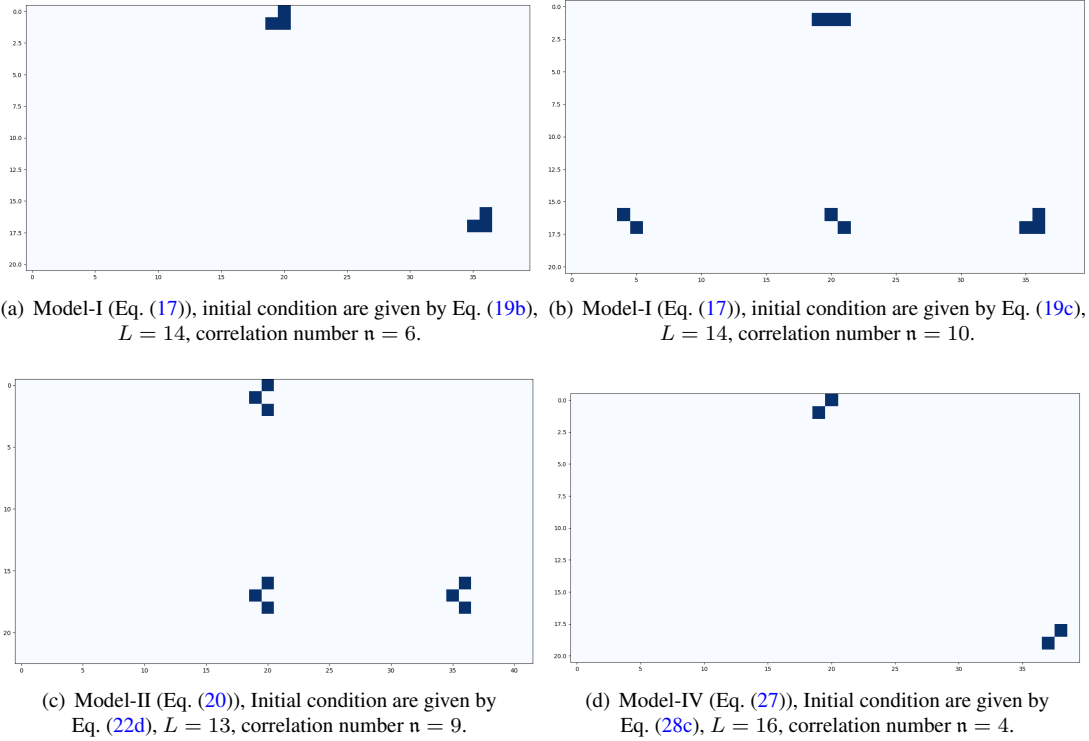 0.0
2.5
5.0
7.5
10.0
12.5
15.0
17.5
20.0
0 5 10 15 20 25 30 35
0.0
2.5
5.0
7.5
10.0
12.5
15.0
17.5
20.0
0 5 10 15 20 25 30 35
(a) Model-I (Eq. (17)), initial condition are given by Eq. (19b),
L = 14, correlation number 𝔫 = 6.
(b) Model-I (Eq. (17)), initial condition are given by Eq. (19c),
L = 14, correlation number 𝔫 = 10.
0
5
10
15
20
0 5 10 15 20 25 30 35 40
0.0
2.5
5.0
7.5
10.0
12.5
15.0
17.5
20.0
0 5 10 15 20 25 30 35
(c) Model-II (Eq. (20)), Initial condition are given by
Eq. (22d), L = 13, correlation number 𝔫 = 9.
(d) Model-IV (Eq. (27)), Initial condition are given by
Eq. (28c), L = 16, correlation number 𝔫 = 4.